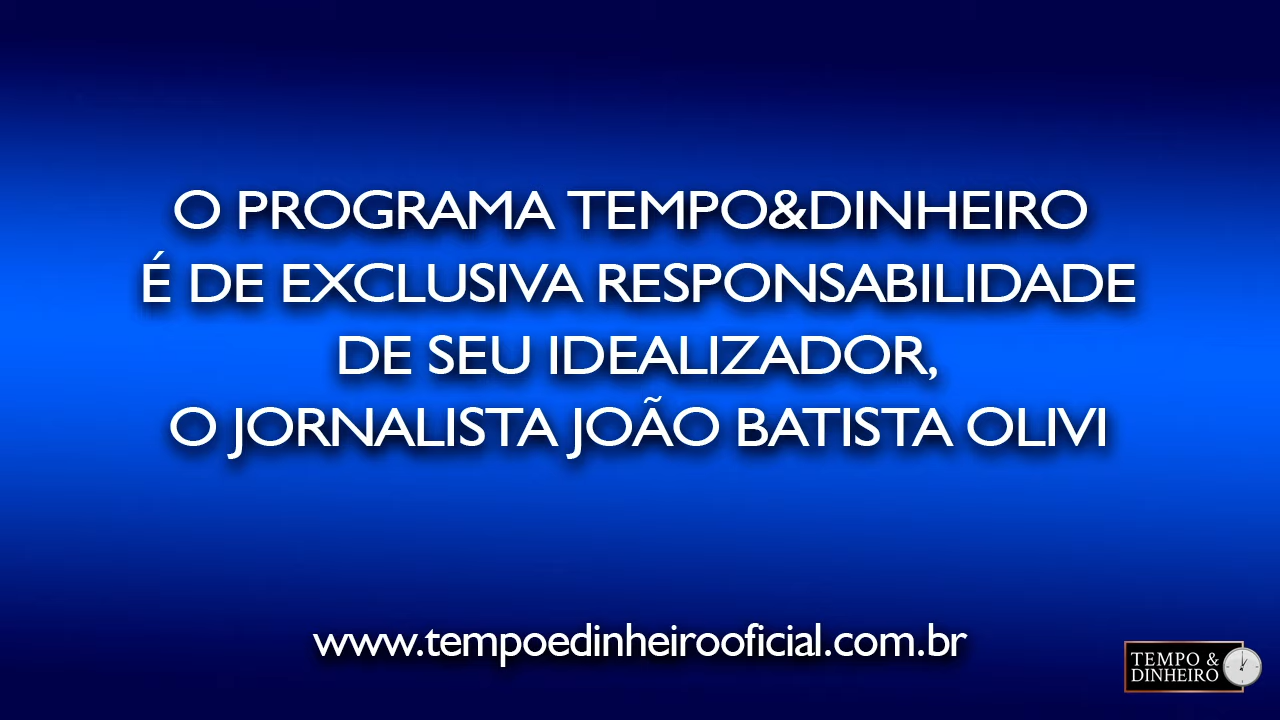 O PROGRAMA TEMPO&DINHEIRO
É DE EXCLUSIVA RESPONSABILIDADE
DE SEU IDEALIZADOR,
O JORNALISTA JOÃO BATISTA OLIVI
www.tempoedinheirooficial.com.br
TEMPO &
DINHEIRO